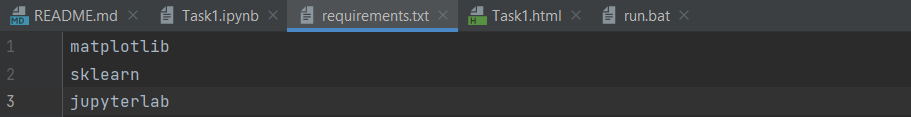 README.md Task1.ipynb requirements.txt Task1.html run.bat
1 matplotlib
2 sklearn
3 jupyterlab